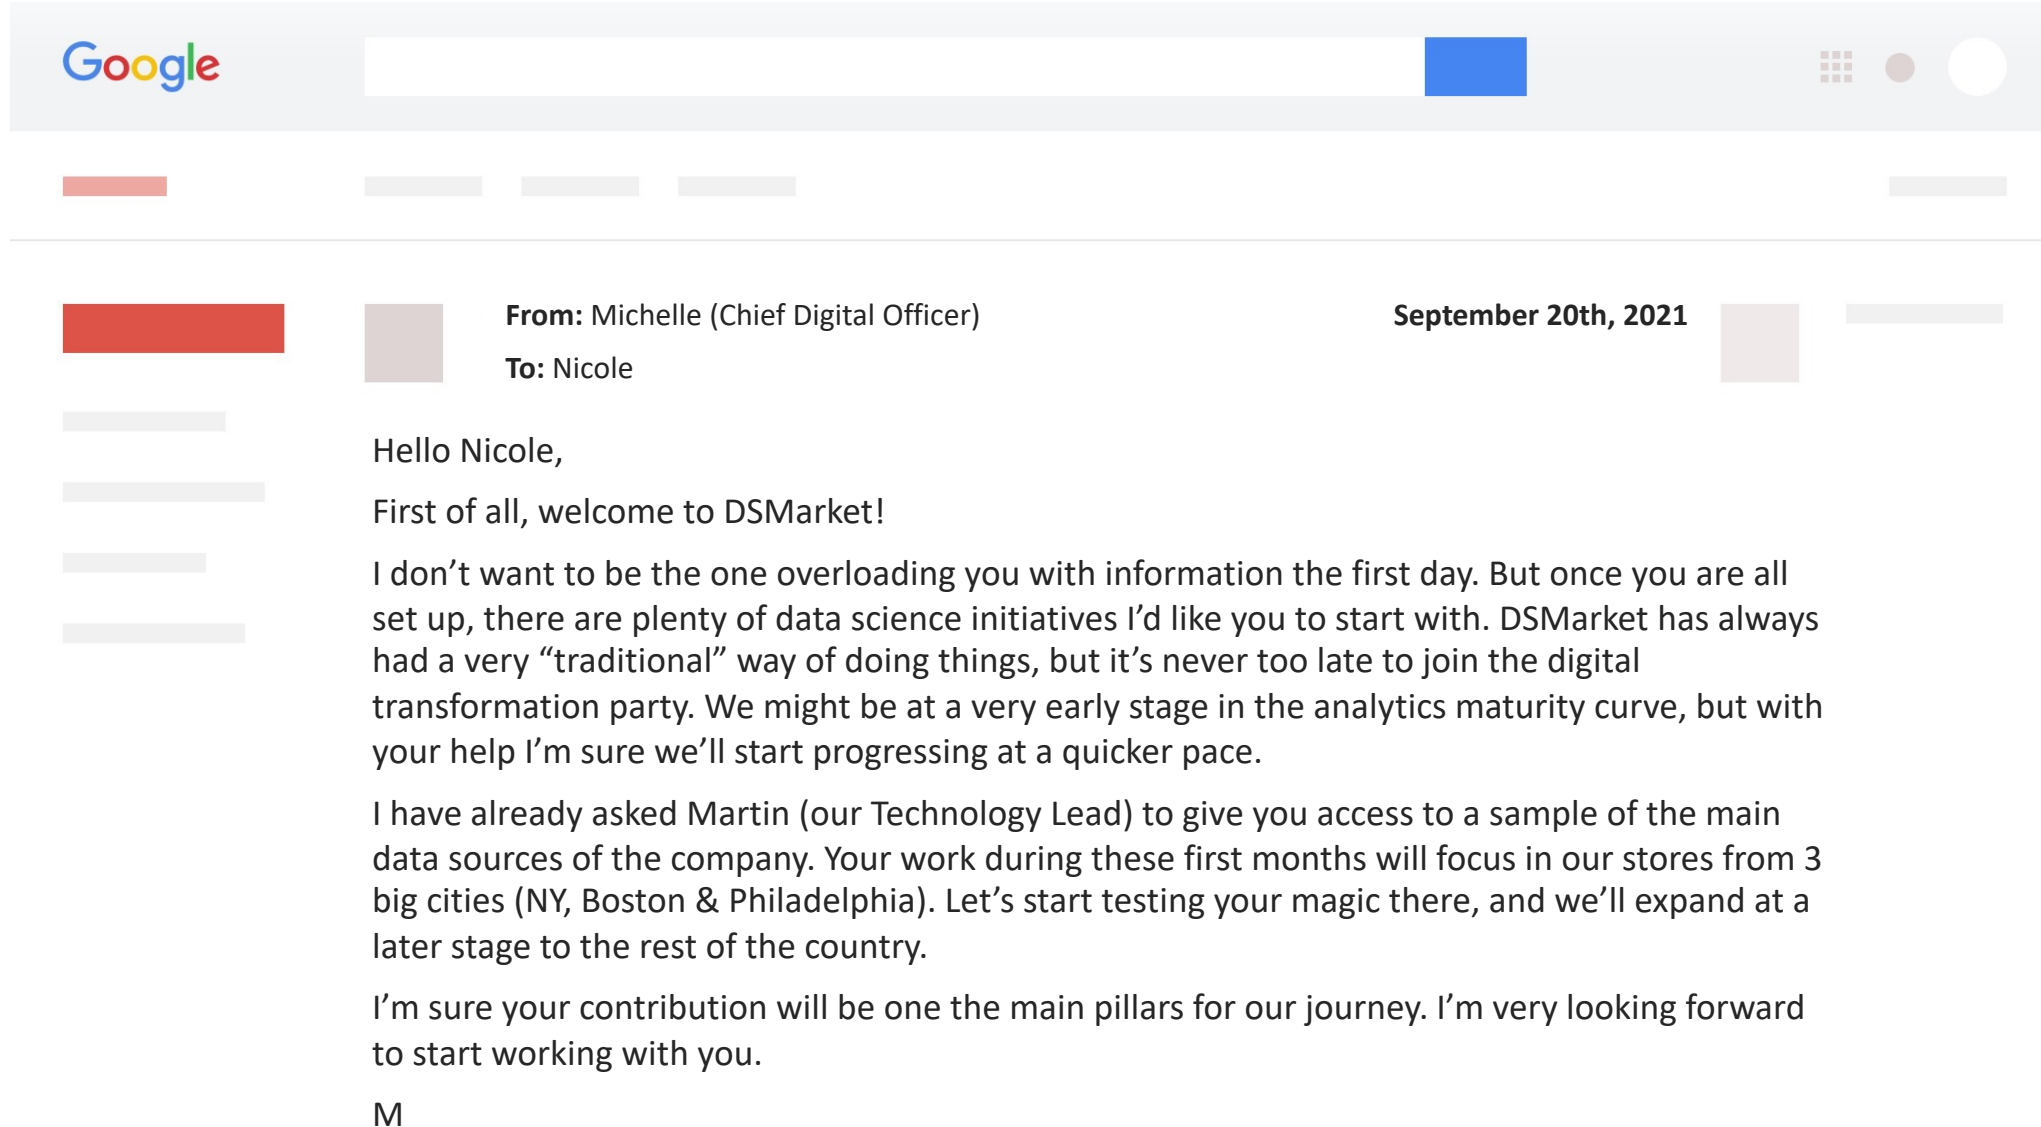 Google
From: Michelle (Chief Digital Officer)
September 20th, 2021
To: Nicole
Hello Nicole,
First of all, welcome to DSMarket!
I don’t want to be the one overloading you with information the first day. But once you are all
set up, there are plenty of data science initiatives I’d like you to start with. DSMarket has always
had a very “traditional” way of doing things, but it’s never too late to join the digital
transformation party. We might be at a very early stage in the analytics maturity curve, but with
your help I’m sure we’ll start progressing at a quicker pace.
I have already asked Martin (our Technology Lead) to give you access to a sample of the main
data sources of the company. Your work during these first months will focus in our stores from 3
big cities (NY, Boston & Philadelphia). Let’s start testing your magic there, and we’ll expand at a
later stage to the rest of the country.
I’m sure your contribution will be one the main pillars for our journey. I’m very looking forward
to start working with you.
M